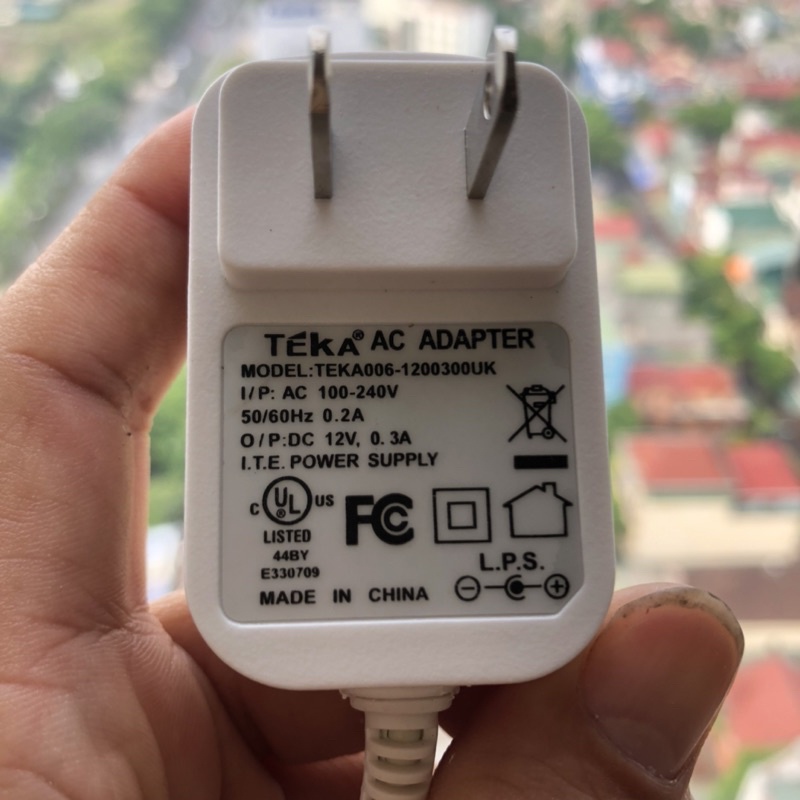 TEKA® AC ADAPTER
MODEL:TEKA006-1200300UK
I/P: AC 100-240V
50/60Hz 0.2A
O/P:DC 12V, 0.3A
I.T.E. POWER SUPPLY
C UL® US
LISTED
44BY
E330709
FC
L.P.S.
MADE IN CHINA